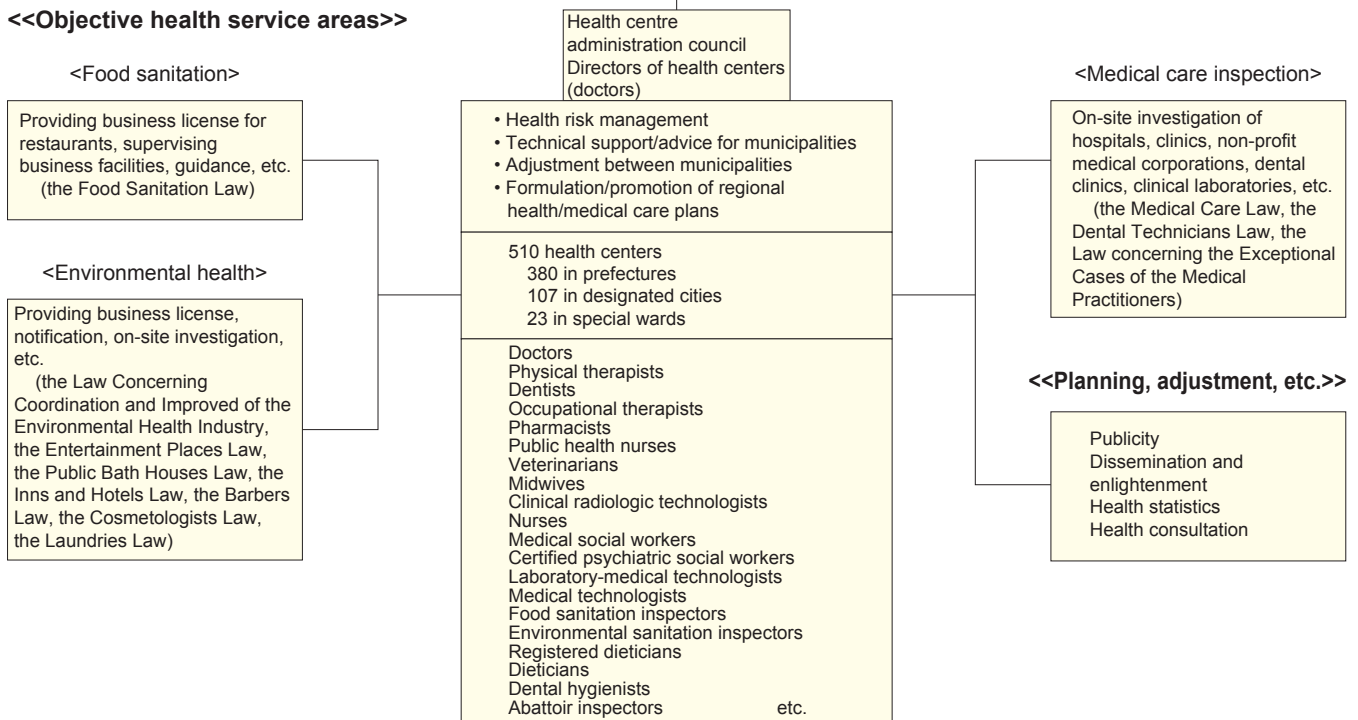 <<Objective health service areas>>
<Food sanitation>
Providing business license for
restaurants, supervising
business facilities, guidance, etc.
(the Food Sanitation Law)
<Environmental health>
Providing business license,
notification, on-site investigation,
etc.
(the Law Concerning
Coordination and Improved of the
Environmental Health Industry,
the Entertainment Places Law,
the Public Bath Houses Law, the
Inns and Hotels Law, the Barbers
Law, the Cosmetologists Law,
the Laundries Law)
Health centre
administration council
Directors of health centers
(doctors)
• Health risk management
• Technical support/advice for municipalities
• Adjustment between municipalities
• Formulation/promotion of regional
health/medical care plans
510 health centers
380 in prefectures
107 in designated cities
23 in special wards
Doctors
Physical therapists
Dentists
Occupational therapists
Pharmacists
Public health nurses
Veterinarians
Midwives
Clinical radiologic technologists
Nurses
Medical social workers
Certified psychiatric social workers
Laboratory-medical technologists
Medical technologists
Food sanitation inspectors
Environmental sanitation inspectors
Registered dieticians
Dieticians
Dental hygienists
Abattoir inspectors etc.
<Medical care inspection>
On-site investigation of
hospitals, clinics, non-profit
medical corporations, dental
clinics, clinical laboratories, etc.
(the Medical Care Law, the
Dental Technicians Law, the
Law concerning the Exceptional
Cases of the Medical
Practitioners)
<<Planning, adjustment, etc.>>
Publicity
Dissemination and
enlightenment
Health statistics
Health consultation